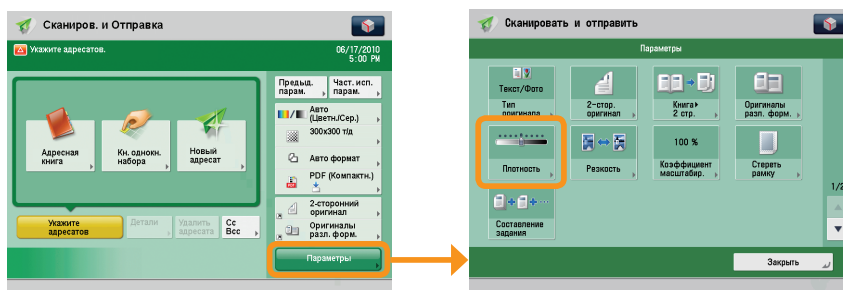 Сканиров. и Отправка
Укажите адресатов.
06/17/2010
5:00 PM
Предыд.
парам.
Част.исп.
парам.
Авто
(Цветн./Сер.)
300x300 т/д
Авто формат
PDF (Компактн.)
2-сторонний
оригинал
Оригиналы
разл. форм.
Параметры
Адресная
книга
Кн. однокн.
набора
Новый
адресат
Укажите
адресатов
Детали
Удалить
адресата
Cc
Bcc
Сканировать и отправить
Параметры
Текст/Фото
Тип
оригинала
2-стор.
оригинал
Книга
2 стр.
Оригиналы
разл. форм.
Плотность
Резкость
100 %
Коэффициент
масштабир.
Стереть
рамку
Составление
задания
1/2
Закрыть